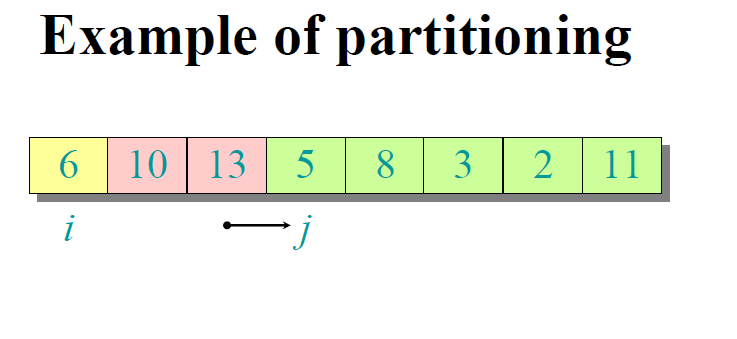 Example of partitioning
6 10 13 5 8 3 2 11
i j